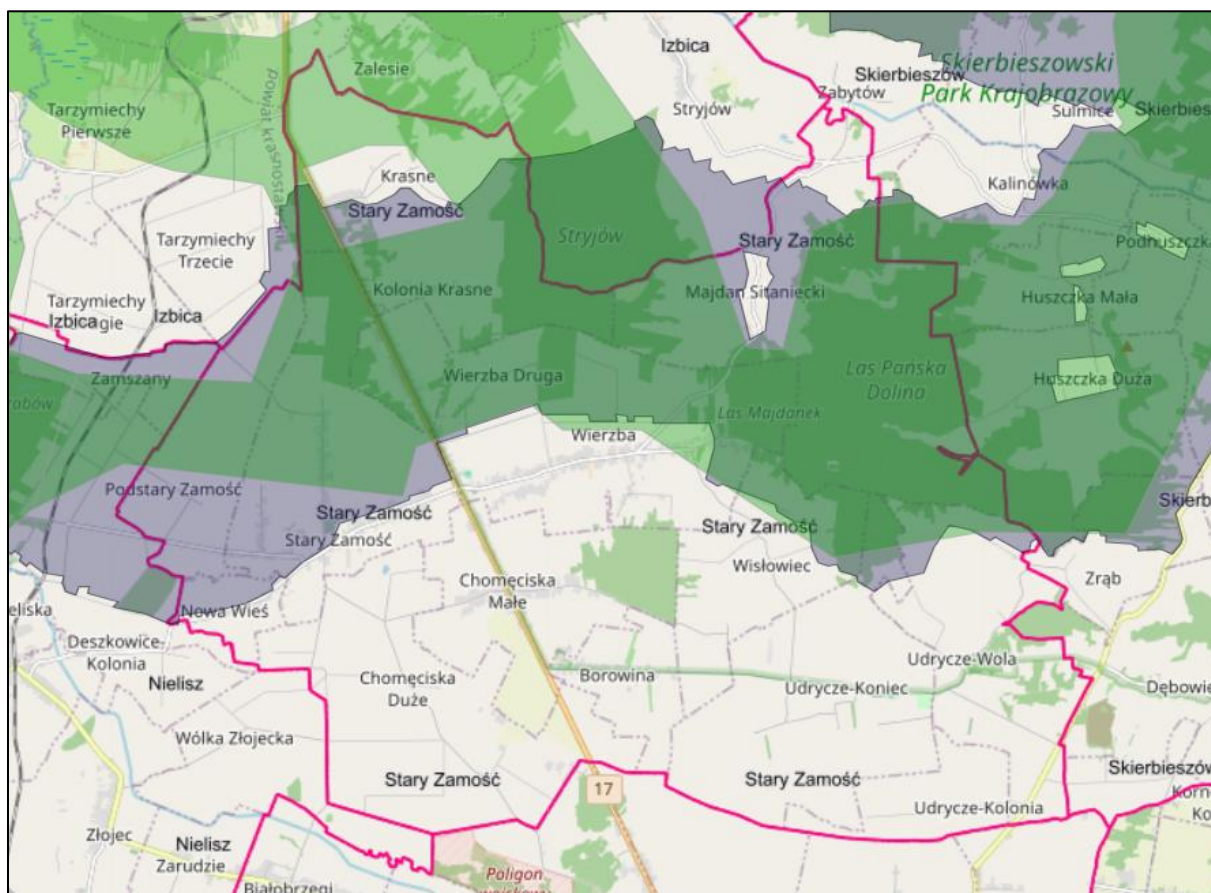 Izbica
Zalesie
Skierbieszowski
Park Krajobrazowy
Skierbieszów
Zabytów
Tarzymiechy
Pierwsze
powiat krasnostawski
Stryjów
Sulmice
Krasne
Kalinówka
Stary Zamość
Tarzymiechy
Trzecie
Stryjów
Stary Zamość
Podhuszczka
Kolonia Krasne
Majdan Sitaniecki
Huszczka Mała
Tarzymiechy
Izbica
gie
Izbica
Zamszany
Wierzba Druga
Las Pańska
Dolina
Huszczka Duża
Las Majdanek
Wierzba
Podstary Zamość
Stary Zamość
Stary Zamość
Stary Zamość
Wisłowiec
Chomęciska
Małe
Zrąb
Nowa Wieś
Deszkowice-
Kolonia
Nielisz
Chomęciska
Duże
Borowina
Udrycze-Wola
Udrycze-Koniec
Wólka Złojecka
Stary Zamość
17
Stary Zamość
Skierbieszów
Udrycze-Kolonia
Złojec
Nielisz
Zarudzie
Białobrzegi
Poligon